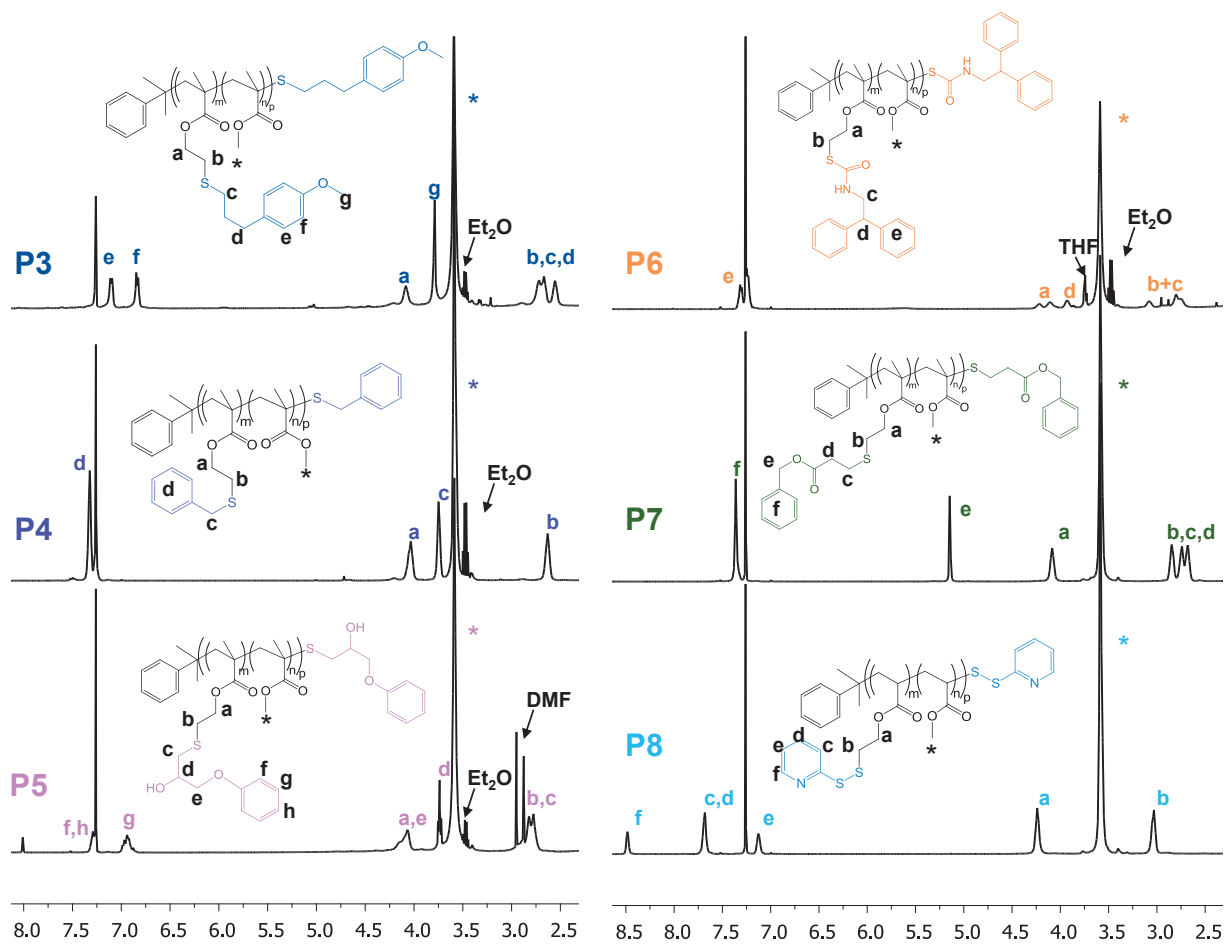 O
S
m
n/p
O
O
O
O
a
b
*
S
c
O
g
f
d
e
*
g
Et₂O
P3
e
f
a
b,c,d
S
m
n/p
O
O
O
O
a
b
*
d
S
c
*
d
c
Et₂O
P4
a
b
OH
S
m
n/p
O
O
O
O
O
a
b
*
S
c
d
HO
O
e
f
g
h
*
DMF
d
Et₂O
P5
b,c
f,h
g
a,e
8.0 7.5 7.0 6.5 6.0 5.5 5.0 4.5 4.0 3.5 3.0 2.5
H
S
N
O
m
n/p
O
O
O
O
a
b
*
S
O
HN
c
d
e
*
Et₂O
THF
P6
e
a
d
b+c
S
O
O
m
n/p
O
O
O
O
a
b
*
S
d
c
e
O
O
f
*
f
P7
e
a
b,c,d
S
S
N
m
n/p
O
O
O
O
a
b
*
d
e
c
f
N
S
S
*
P8
f
c,d
e
a
b
8.5 8.0 7.5 7.0 6.5 6.0 5.5 5.0 4.5 4.0 3.5 3.0 2.5